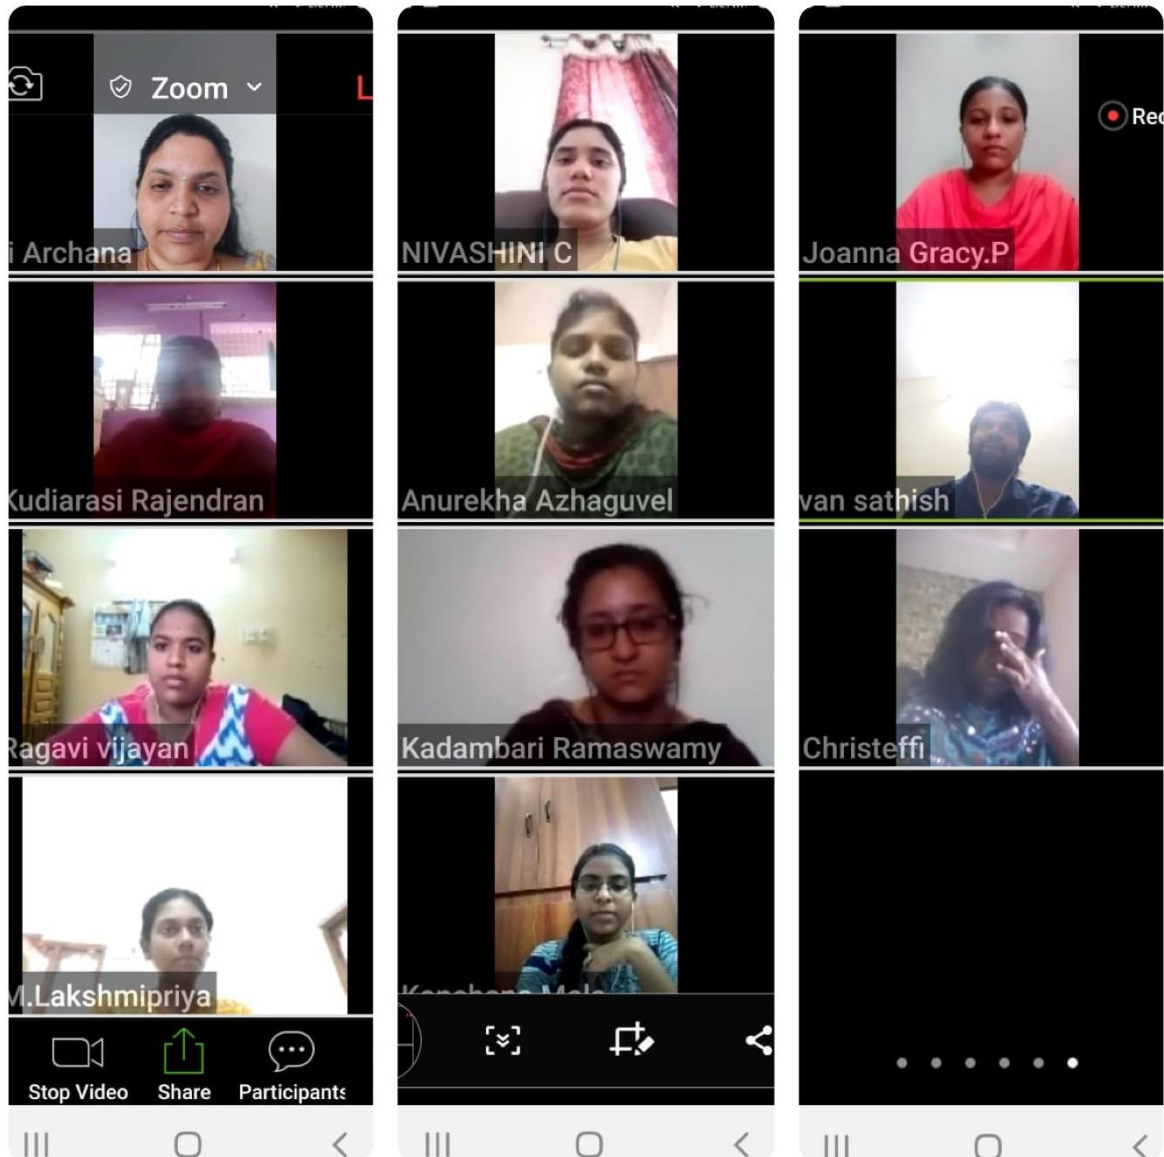 Zoom
L
i Archana
Kudiarasi Rajendran
Ragavi vijayan
M.Lakshmipriya
Stop Video
Share
Participants
NIVASHINI C
Anurekha Azhaguvel
Kadambari Ramaswamy
Joanna Gracy.P
Rec
van sathish
Christeffi